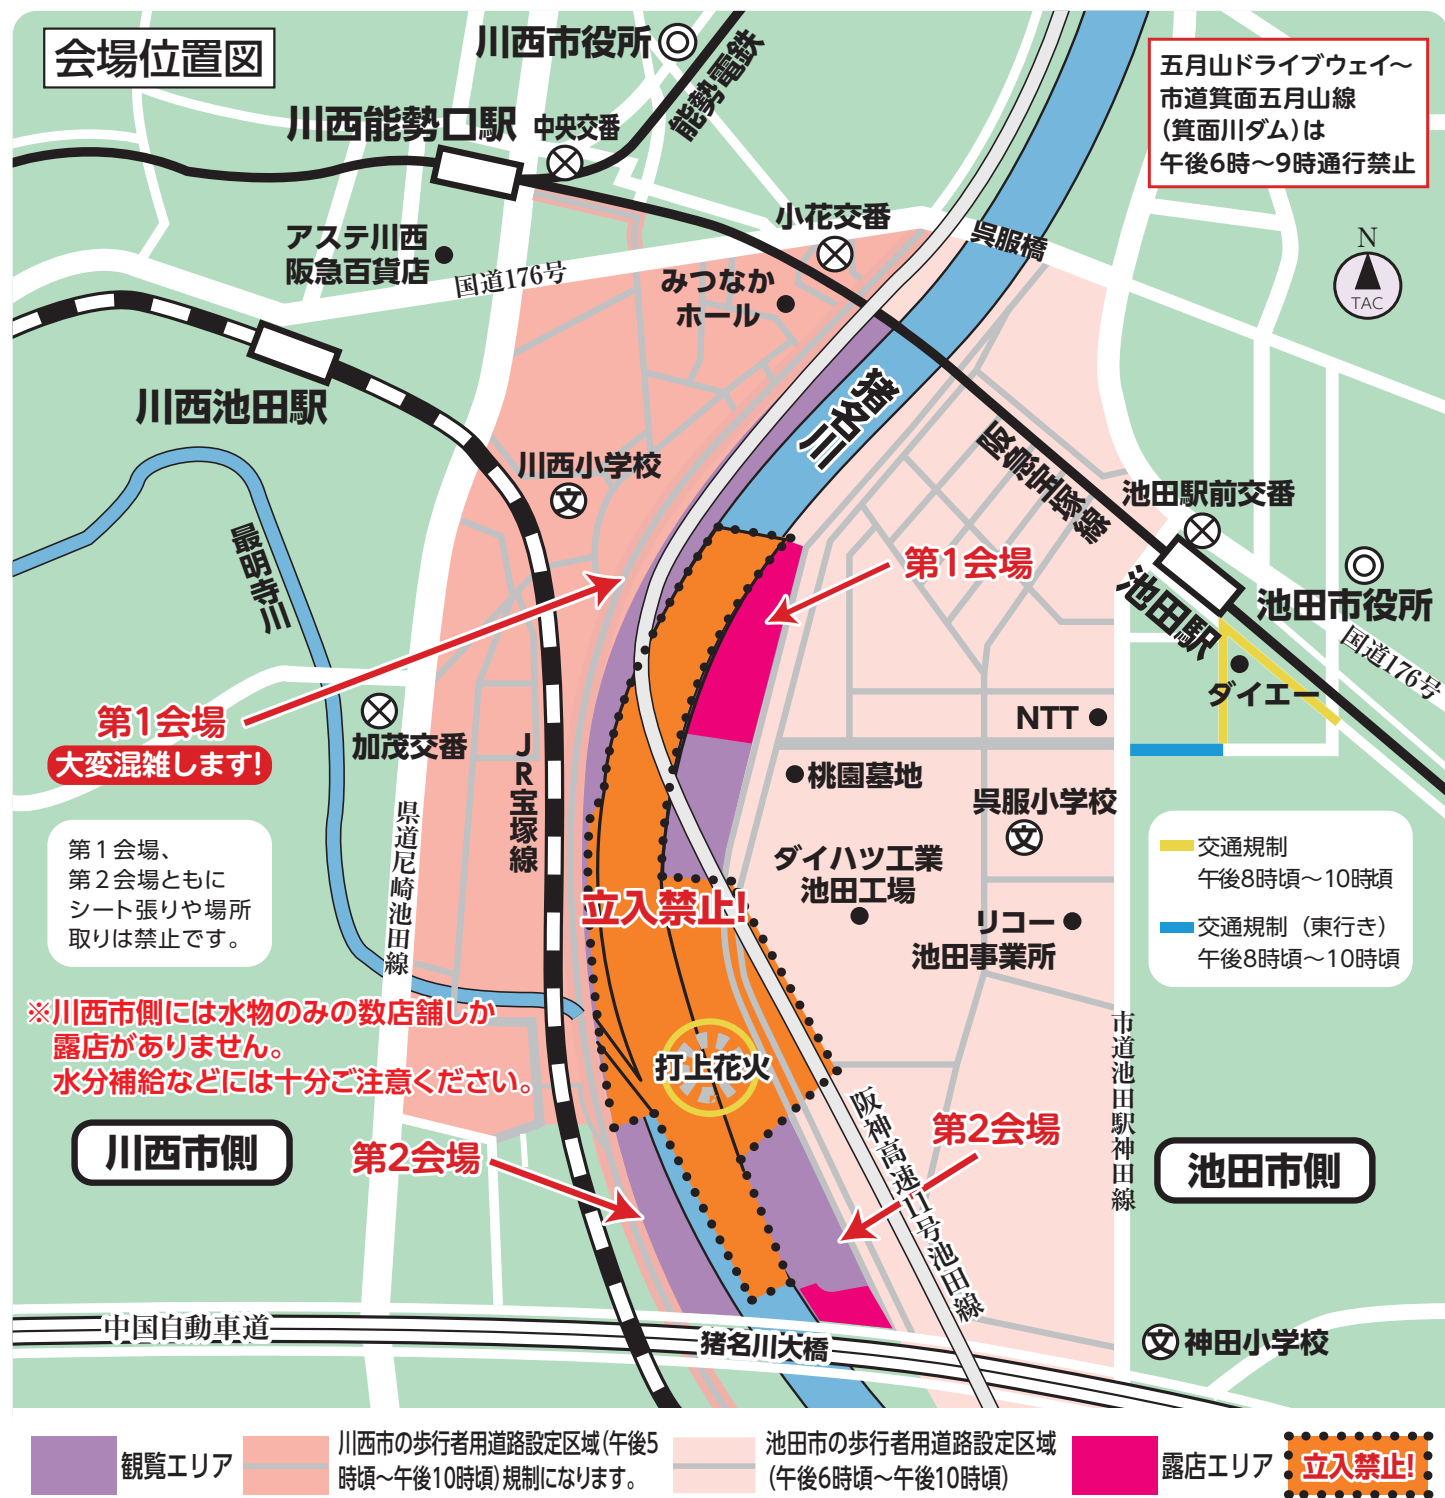 会場位置図
川西市役所
能勢電鉄
五月山ドライブウェイ～
市道箕面五月山線
（箕面川ダム）は
午後6時～9時通行禁止
川西能勢口駅
中央交番
小花交番
呉服橋
N
TAC
アステ川西
阪急百貨店
国道176号
みつなか
ホール
川西池田駅
猪名川
川西小学校
文
阪急宝塚線
池田駅前交番
最明寺川
第1会場
池田駅
池田市役所
国道176号
ダイエー
第1会場
大変混雑します!
加茂交番
JR宝塚線
NTT
桃園墓地
呉服小学校
文
県道尼崎池田線
ダイハツ工業
池田工場
交通規制
午後8時頃～10時頃
交通規制（東行き）
午後8時頃～10時頃
第１会場、
第２会場ともに
シート張りや場所
取りは禁止です。
立入禁止!
リコー
池田事業所
※川西市側には水物のみの数店舗しか
露店がありません。
水分補給などには十分ご注意ください。
打上花火
市道池田駅神田線
川西市側
第2会場
阪神高速11号池田線
第2会場
池田市側
中国自動車道
猪名川大橋
文
神田小学校
観覧エリア
川西市の歩行者用道路設定区域(午後5
時頃～午後10時頃)規制になります。
池田市の歩行者用道路設定区域
(午後6時頃～午後10時頃)
露店エリア
立入禁止!